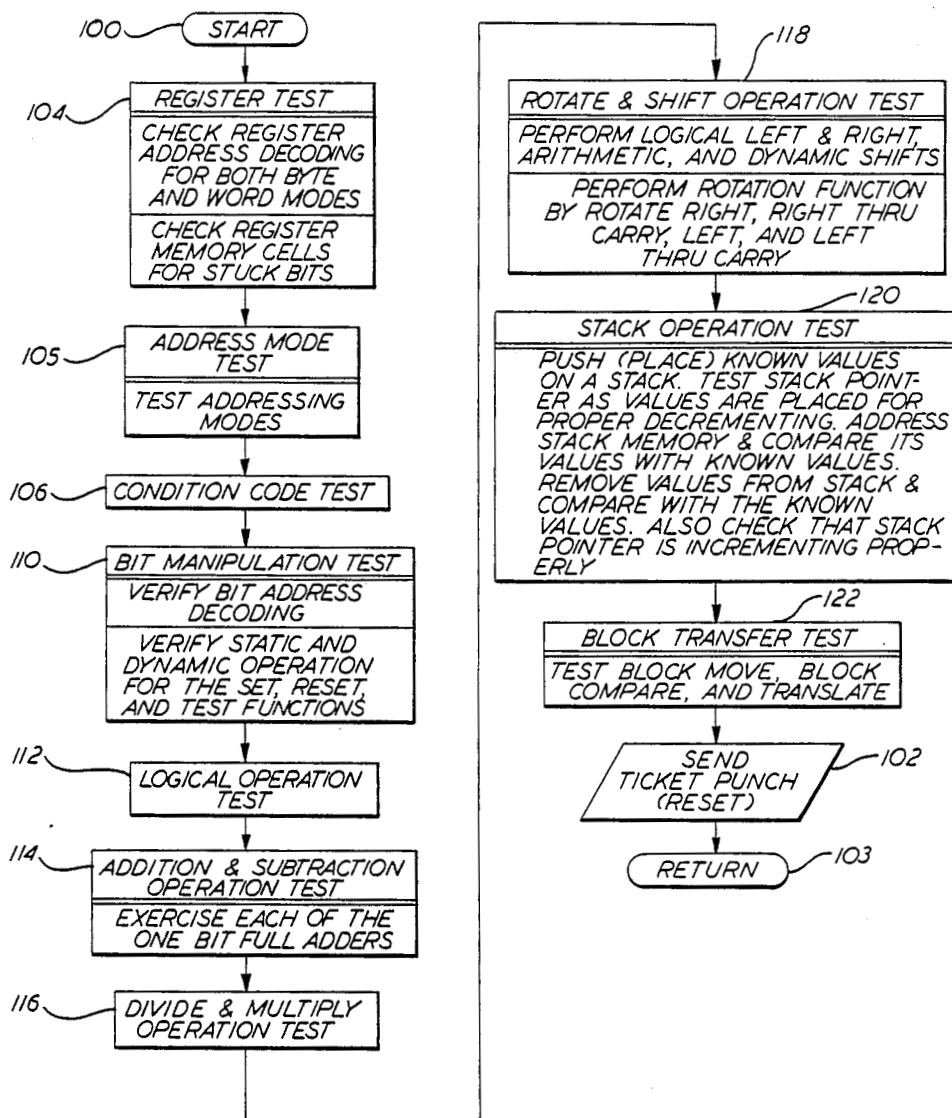 100
START
104
REGISTER TEST
CHECK REGISTER
ADDRESS DECODING
FOR BOTH BYTE
AND WORD MODES
CHECK REGISTER
MEMORY CELLS
FOR STUCK BITS
105
ADDRESS MODE
TEST
TEST ADDRESSING
MODES
106
CONDITION CODE TEST
110
BIT MANIPULATION TEST
VERIFY BIT ADDRESS
DECODING
VERIFY STATIC AND
DYNAMIC OPERATION
FOR THE SET, RESET,
AND TEST FUNCTIONS
112
LOGICAL OPERATION
TEST
114
ADDITION & SUBTRACTION
OPERATION TEST
EXERCISE EACH OF THE
ONE BIT FULL ADDERS
116
DIVIDE & MULTIPLY
OPERATION TEST
118
ROTATE & SHIFT OPERATION TEST
PERFORM LOGICAL LEFT & RIGHT,
ARITHMETIC, AND DYNAMIC SHIFTS
PERFORM ROTATION FUNCTION
BY ROTATE RIGHT, RIGHT THRU
CARRY, LEFT, AND LEFT
THRU CARRY
120
STACK OPERATION TEST
PUSH (PLACE) KNOWN VALUES
ON A STACK. TEST STACK POINT-
ER AS VALUES ARE PLACED FOR
PROPER DECREMENTING. ADDRESS
STACK MEMORY & COMPARE ITS
VALUES WITH KNOWN VALUES.
REMOVE VALUES FROM STACK &
COMPARE WITH THE KNOWN
VALUES. ALSO CHECK THAT STACK
POINTER IS INCREMENTING PROP-
ERLY
122
BLOCK TRANSFER TEST
TEST BLOCK MOVE, BLOCK
COMPARE, AND TRANSLATE
SEND
TICKET PUNCH
(RESET)
102
RETURN
103